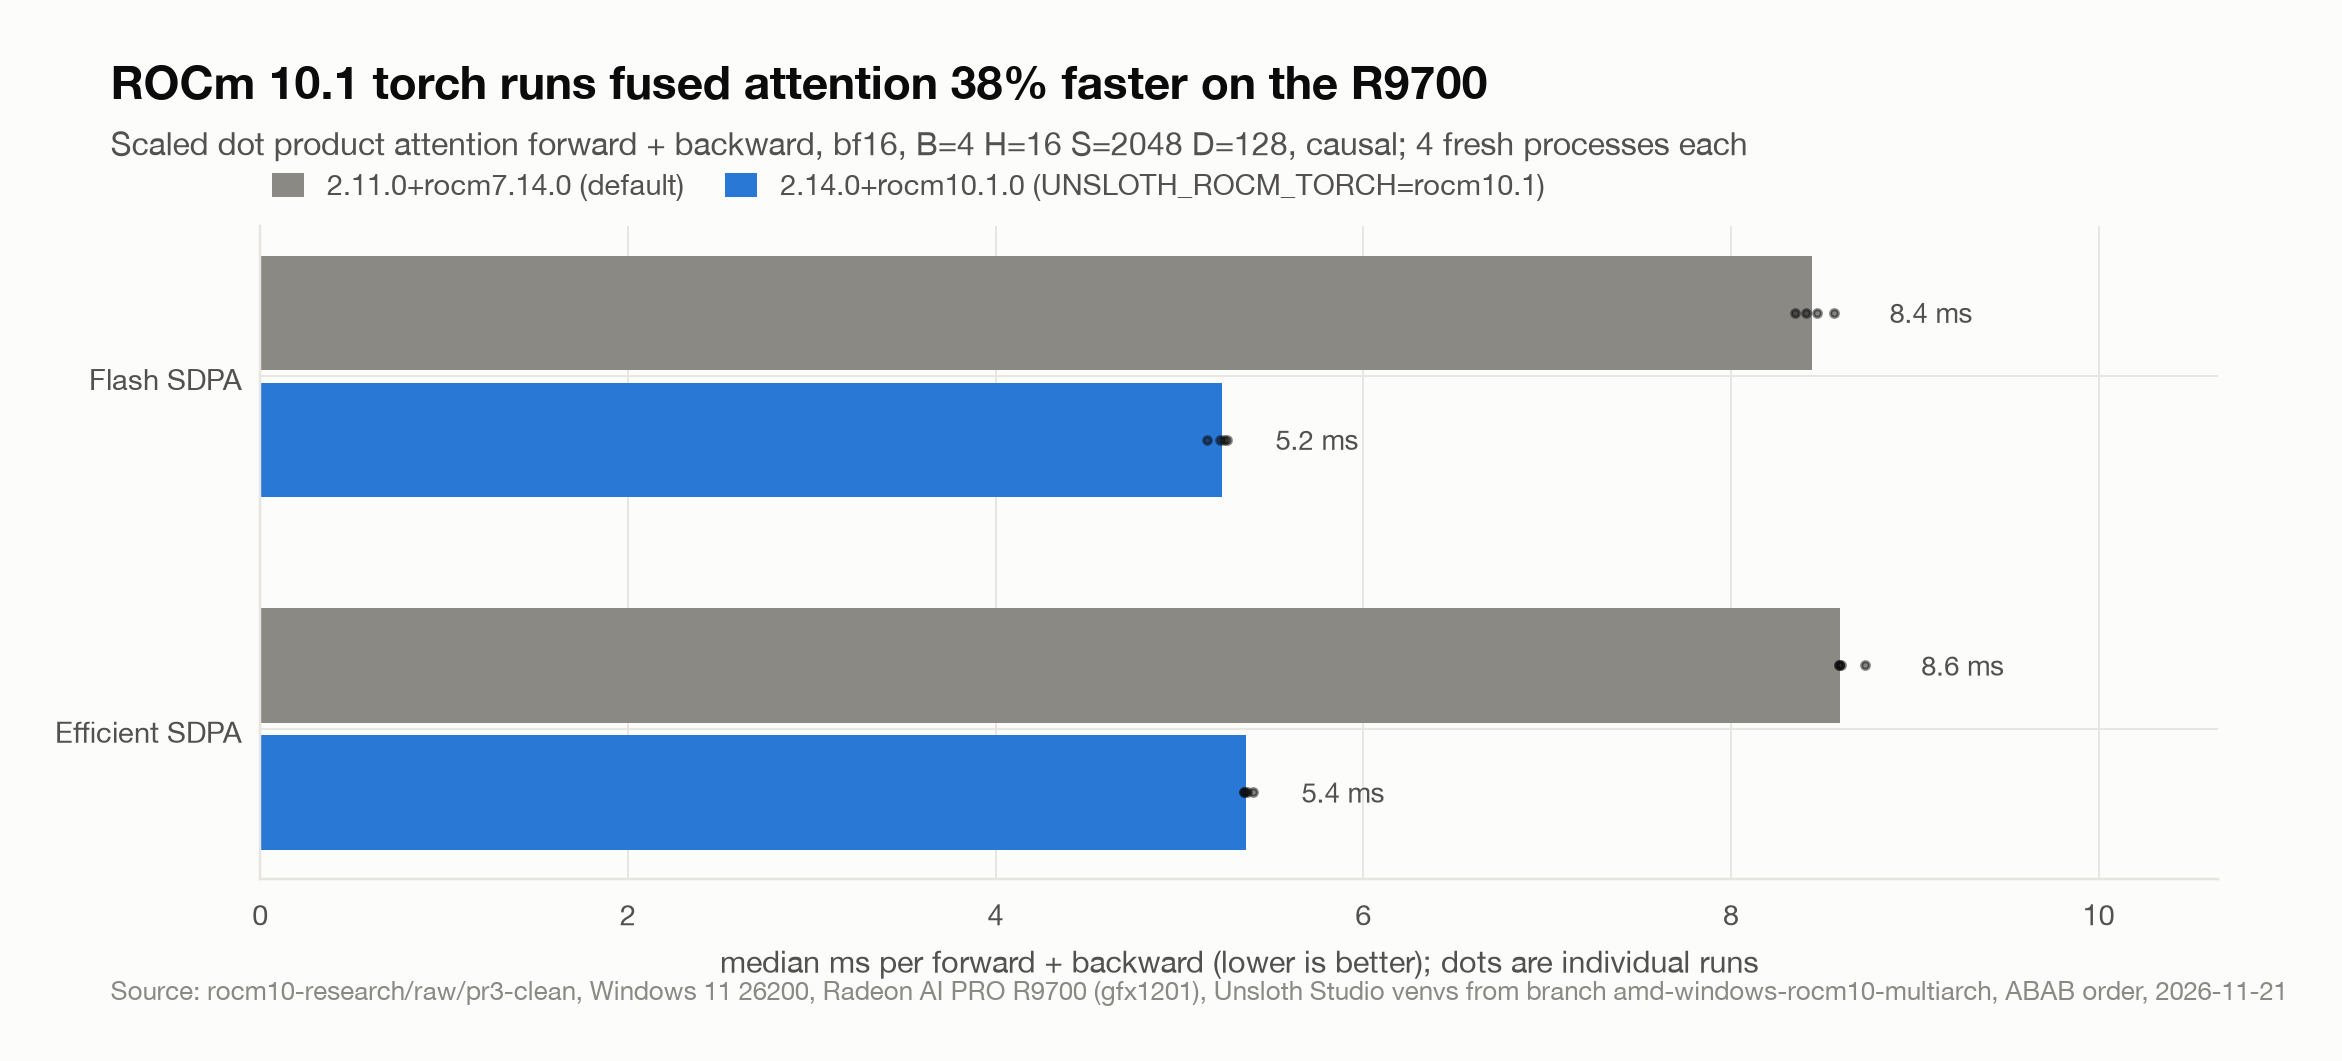 ROCm 10.1 torch runs fused attention 38% faster on the R9700
Scaled dot product attention forward + backward, bf16, B=4 H=16 S=2048 D=128, causal; 4 fresh processes each
2.11.0+rocm7.14.0 (default)
2.14.0+rocm10.1.0 (UNSLOTH_ROCM_TORCH=rocm10.1)
8.4 ms
Flash SDPA
5.2 ms
8.6 ms
Efficient SDPA
5.4 ms
0 2 4 6 8 10
median ms per forward + backward (lower is better); dots are individual runs
Source: rocm10-research/raw/pr3-clean, Windows 11 26200, Radeon AI PRO R9700 (gfx1201), Unsloth Studio venvs from branch amd-windows-rocm10-multiarch, ABAB order, 2026-11-21